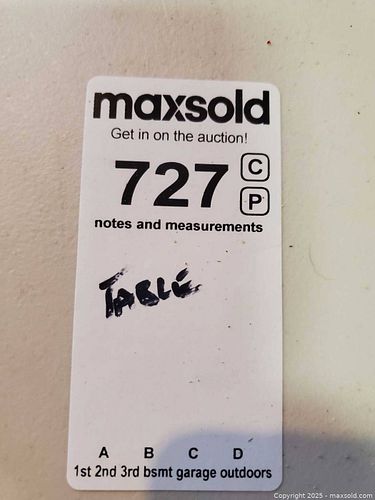 maxsold
Get in on the auction!
727 C
P
notes and measurements
TABLE
A B C D
1st 2nd 3rd bsmt garage outdoors
Copyright 2025 - maxsold.com